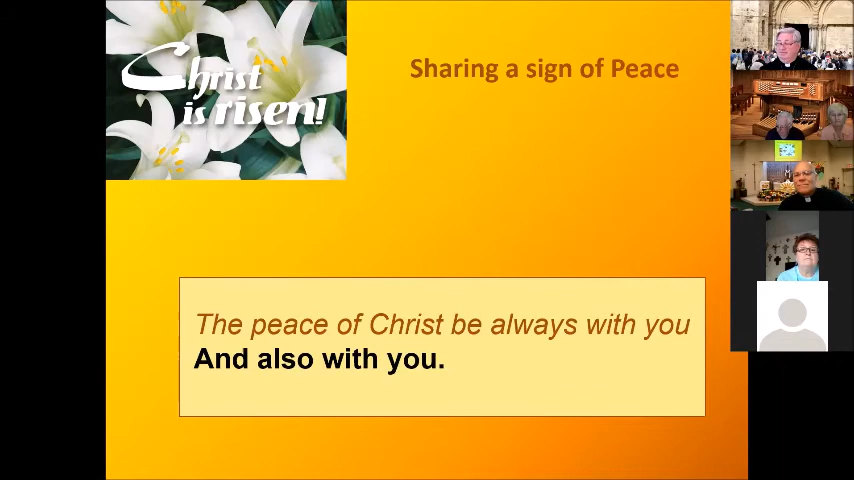 Christ
is risen!
Sharing a sign of Peace
The peace of Christ be always with you
And also with you.